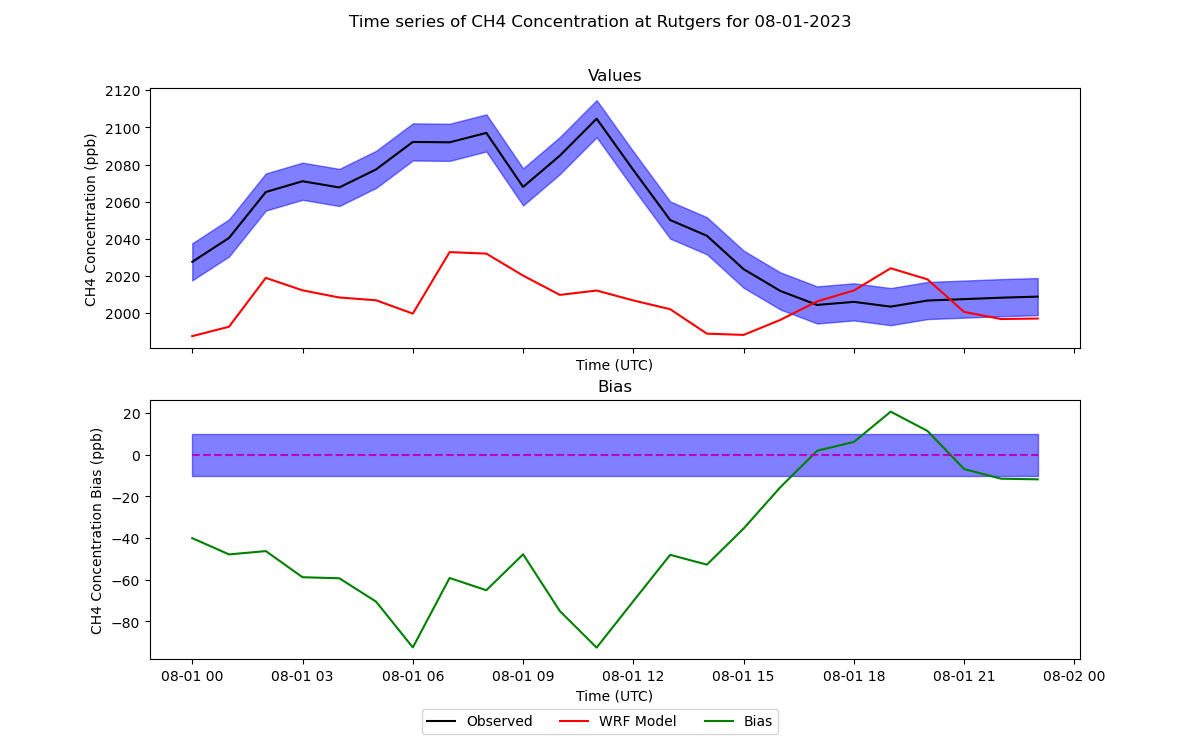 Time series of CH4 Concentration at Rutgers for 08-01-2023
Values
CH4 Concentration (ppb)
2120
2100
2080
2060
2040
2020
2000
Time (UTC)
Bias
CH4 Concentration Bias (ppb)
20
0
−20
−40
−60
−80
08-01 00 08-01 03 08-01 06 08-01 09 08-01 12 08-01 15 08-01 18 08-01 21 08-02 00
Time (UTC)
Observed WRF Model Bias